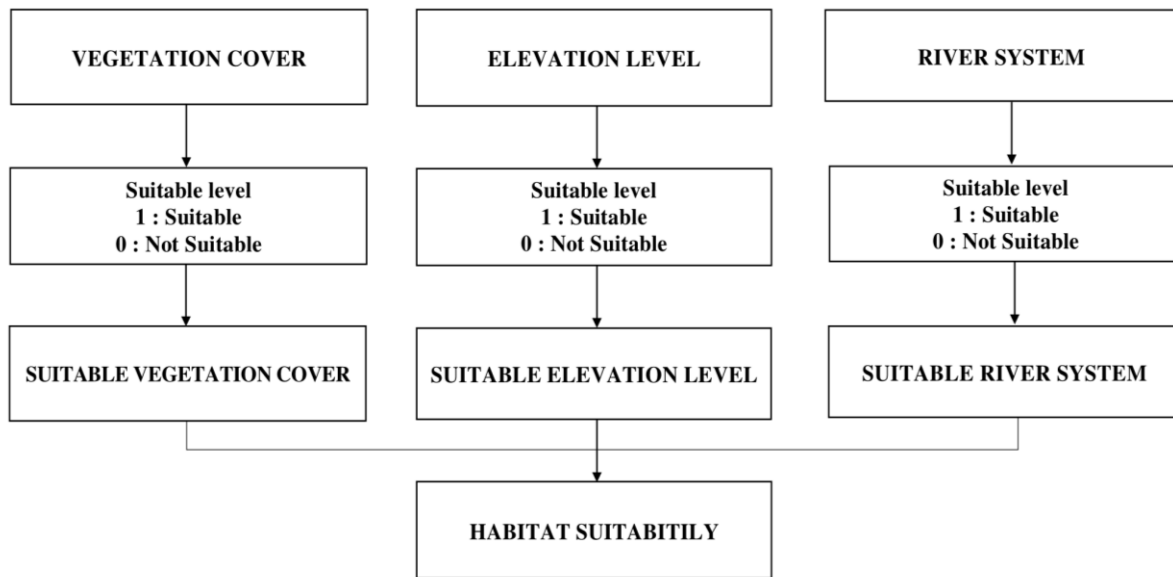 VEGETATION COVER
ELEVATION LEVEL
RIVER SYSTEM
Suitable level
1 : Suitable
0 : Not Suitable
Suitable level
1 : Suitable
0 : Not Suitable
Suitable level
1 : Suitable
0 : Not Suitable
SUITABLE VEGETATION COVER
SUITABLE ELEVATION LEVEL
SUITABLE RIVER SYSTEM
HABITAT SUITABITILY